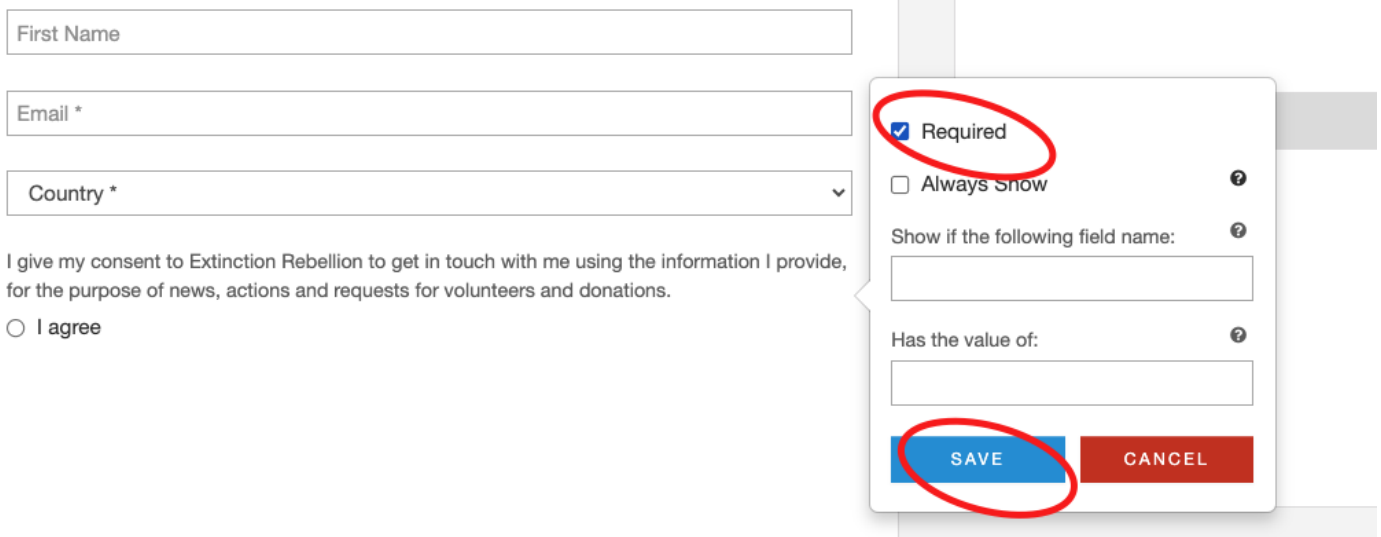 First Name
Email *
Country *
I give my consent to Extinction Rebellion to get in touch with me using the information I provide,
for the purpose of news, actions and requests for volunteers and donations.
I agree
Required
Always Show
Show if the following field name:
Has the value of:
SAVE
CANCEL